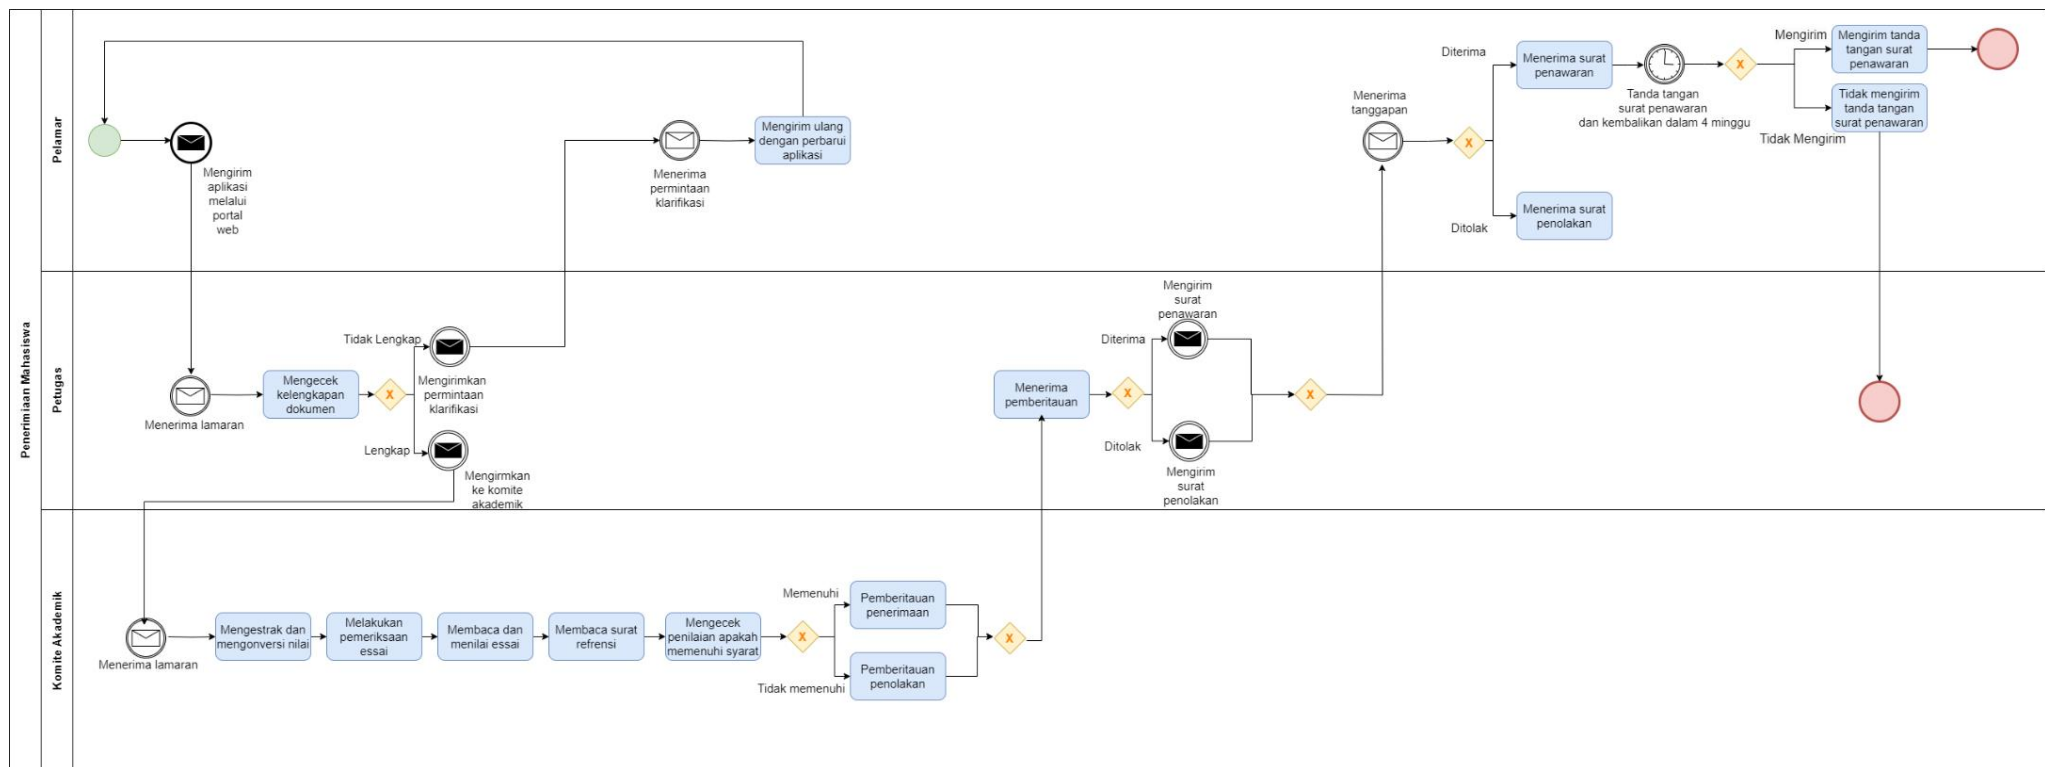 Penerimiaan Mahasiswa
Pelamar
Mengirim
aplikasi
melalui
portal
web
Menerima
permintaan
klarifikasi
Mengirim ulang
dengan perbarui
aplikasi
Menerima
tanggapan
X
Diterima
Ditolak
Menerima surat
penawaran
Menerima surat
penolakan
Tanda tangan
surat penawaran
dan kembalikan dalam 4 minggu
X
Mengirim
Tidak Mengirim
Mengirim tanda
tangan surat
penawaran
Tidak mengirim
tanda tangan
surat penawaran
Petugas
Menerima lamaran
Mengecek
kelengkapan
dokumen
X
Tidak Lengkap
Mengirimkan
permintaan
klarifikasi
Lengkap
Mengirmkan
ke komite
akademik
Menerima
pemberitauan
X
Diterima
Mengirim
surat
penawaran
Ditolak
Mengirim
surat
penolakan
X
Komite Akademik
Menerima lamaran
Mengestrak dan
mengonversi nilai
Melakukan
pemeriksaan
essai
Membaca dan
menilai essai
Membaca surat
refrensi
Mengecek
penilaian apakah
memenuhi syarat
X
Memenuhi
Tidak memenuhi
Pemberitauan
penerimaan
Pemberitauan
penolakan
X